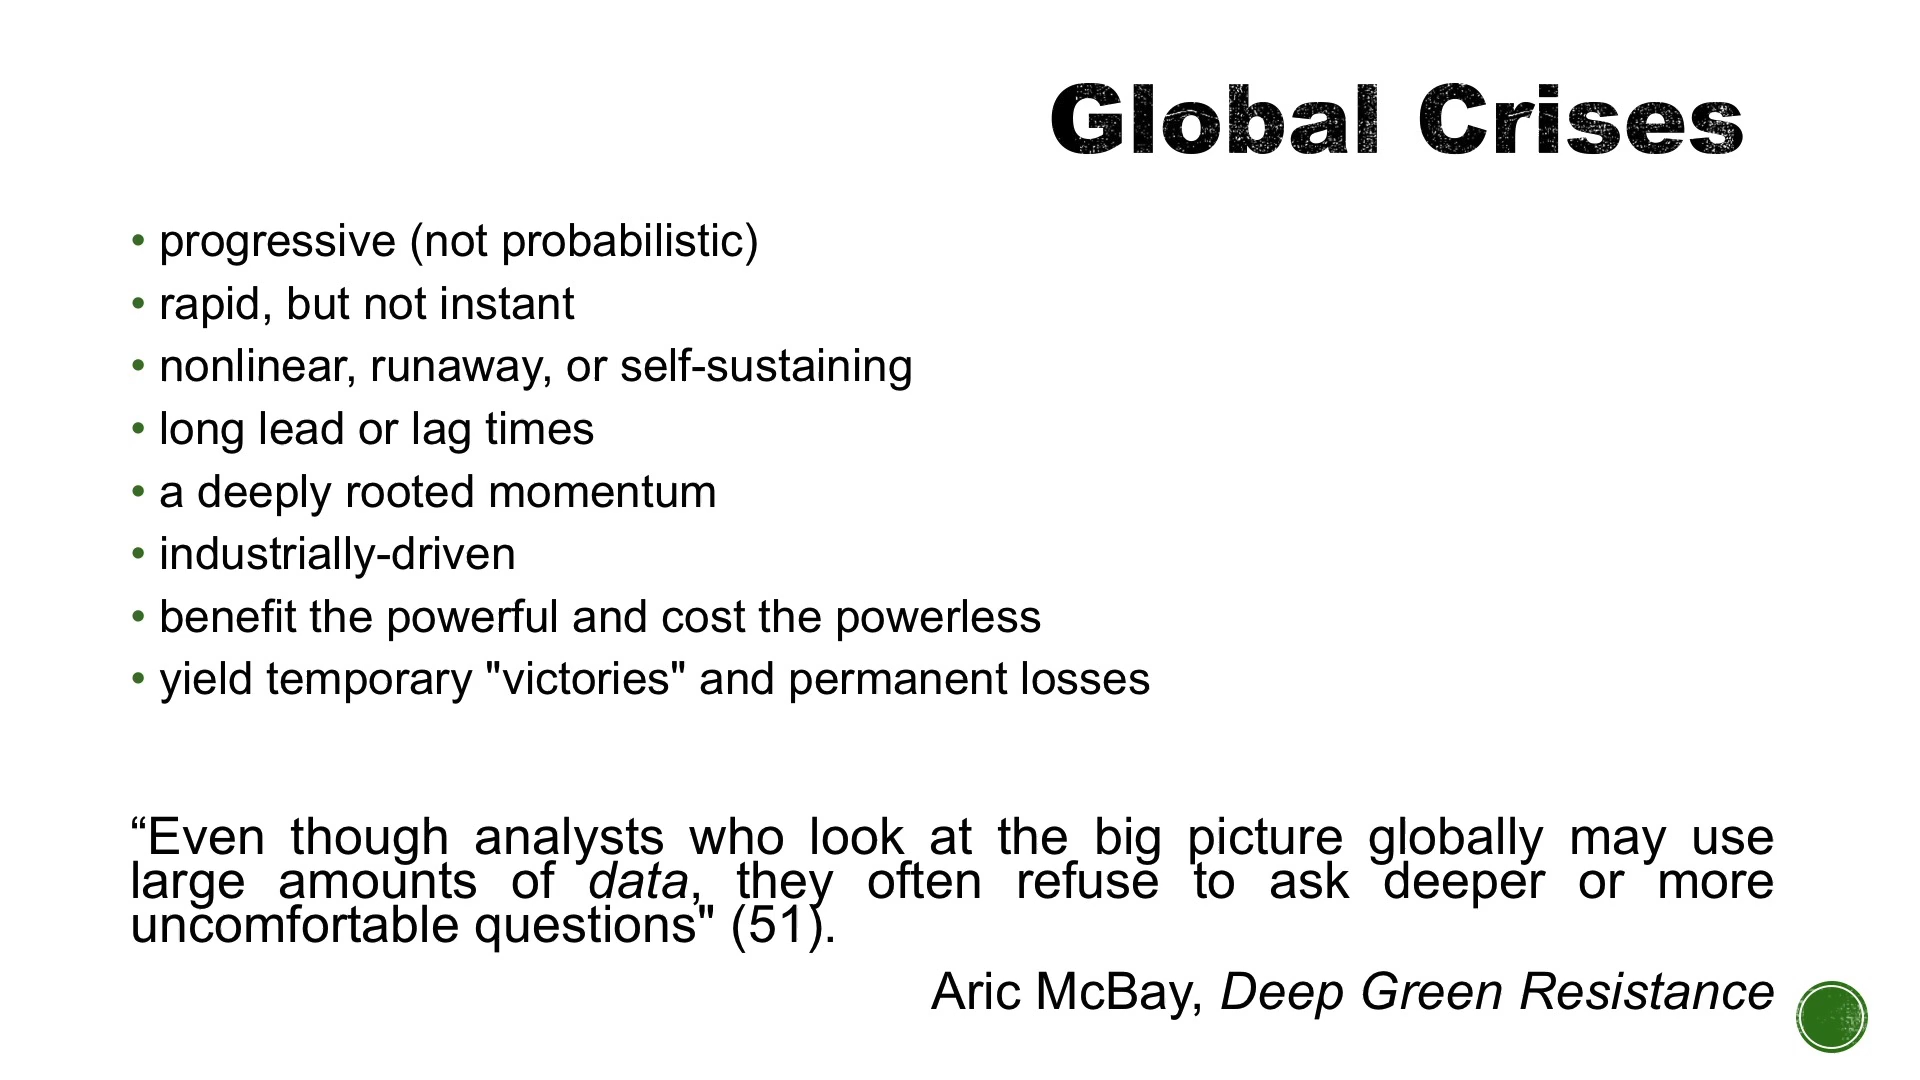 Global Crises
• progressive (not probabilistic)
• rapid, but not instant
• nonlinear, runaway, or self-sustaining
• long lead or lag times
• a deeply rooted momentum
• industrially-driven
• benefit the powerful and cost the powerless
• yield temporary "victories" and permanent losses
“Even though analysts who look at the big picture globally may use
large amounts of data, they often refuse to ask deeper or more
uncomfortable questions" (51).
Aric McBay, Deep Green Resistance